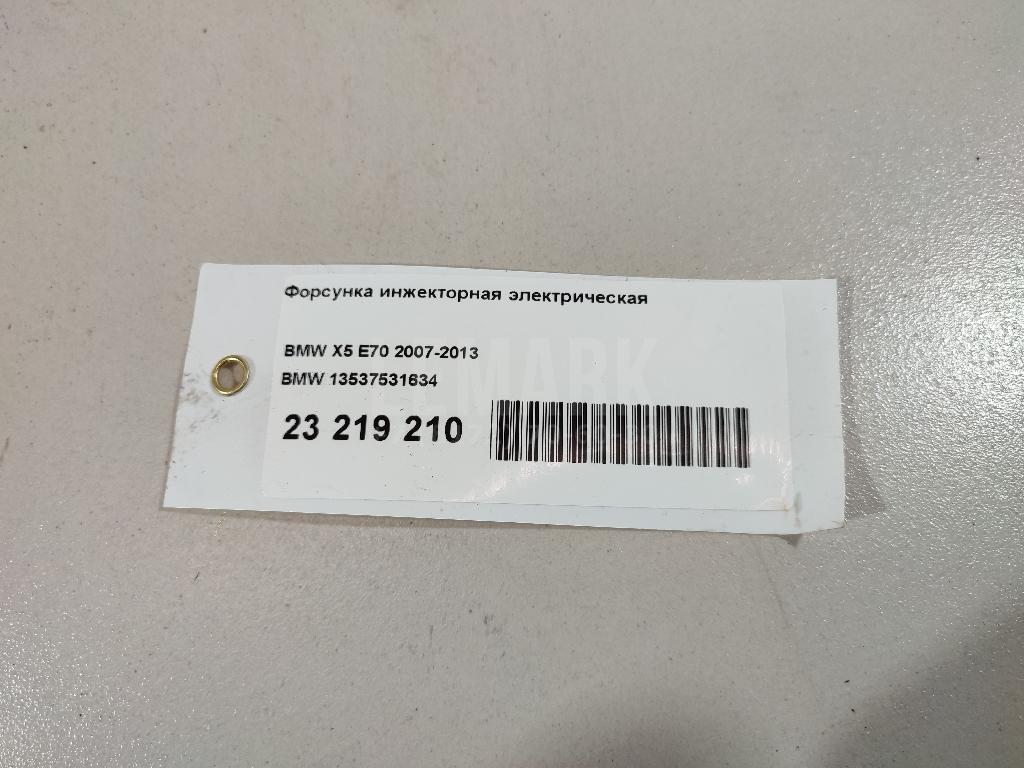 Форсунка инжекторная электрическая
BMW X5 E70 2007-2013
BMW 13537531634
23 219 210